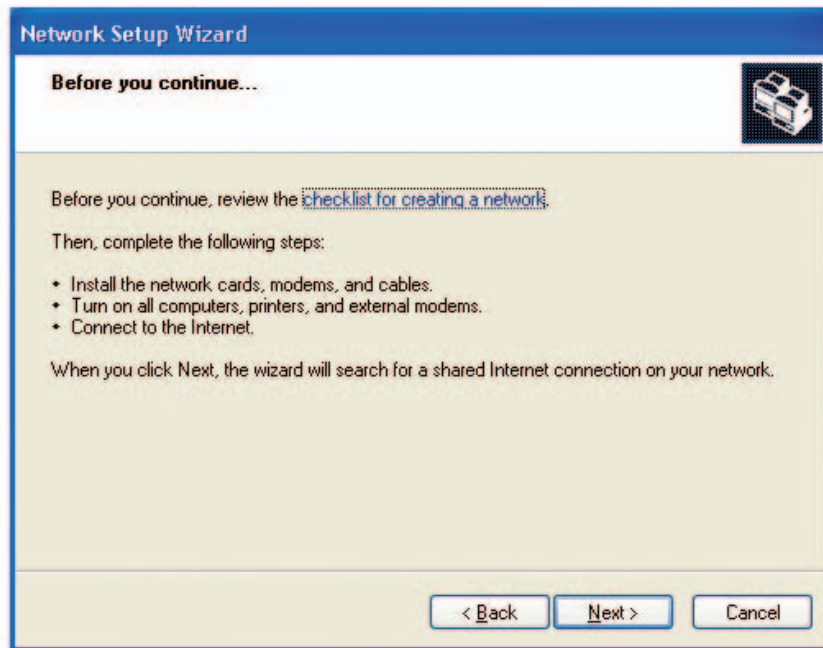 Network Setup Wizard
Before you continue...
Before you continue, review the checklist for creating a network.
Then, complete the following steps:
• Install the network cards, modems, and cables.
• Turn on all computers, printers, and external modems.
• Connect to the Internet.
When you click Next, the wizard will search for a shared Internet connection on your network.
< Back
Next >
Cancel